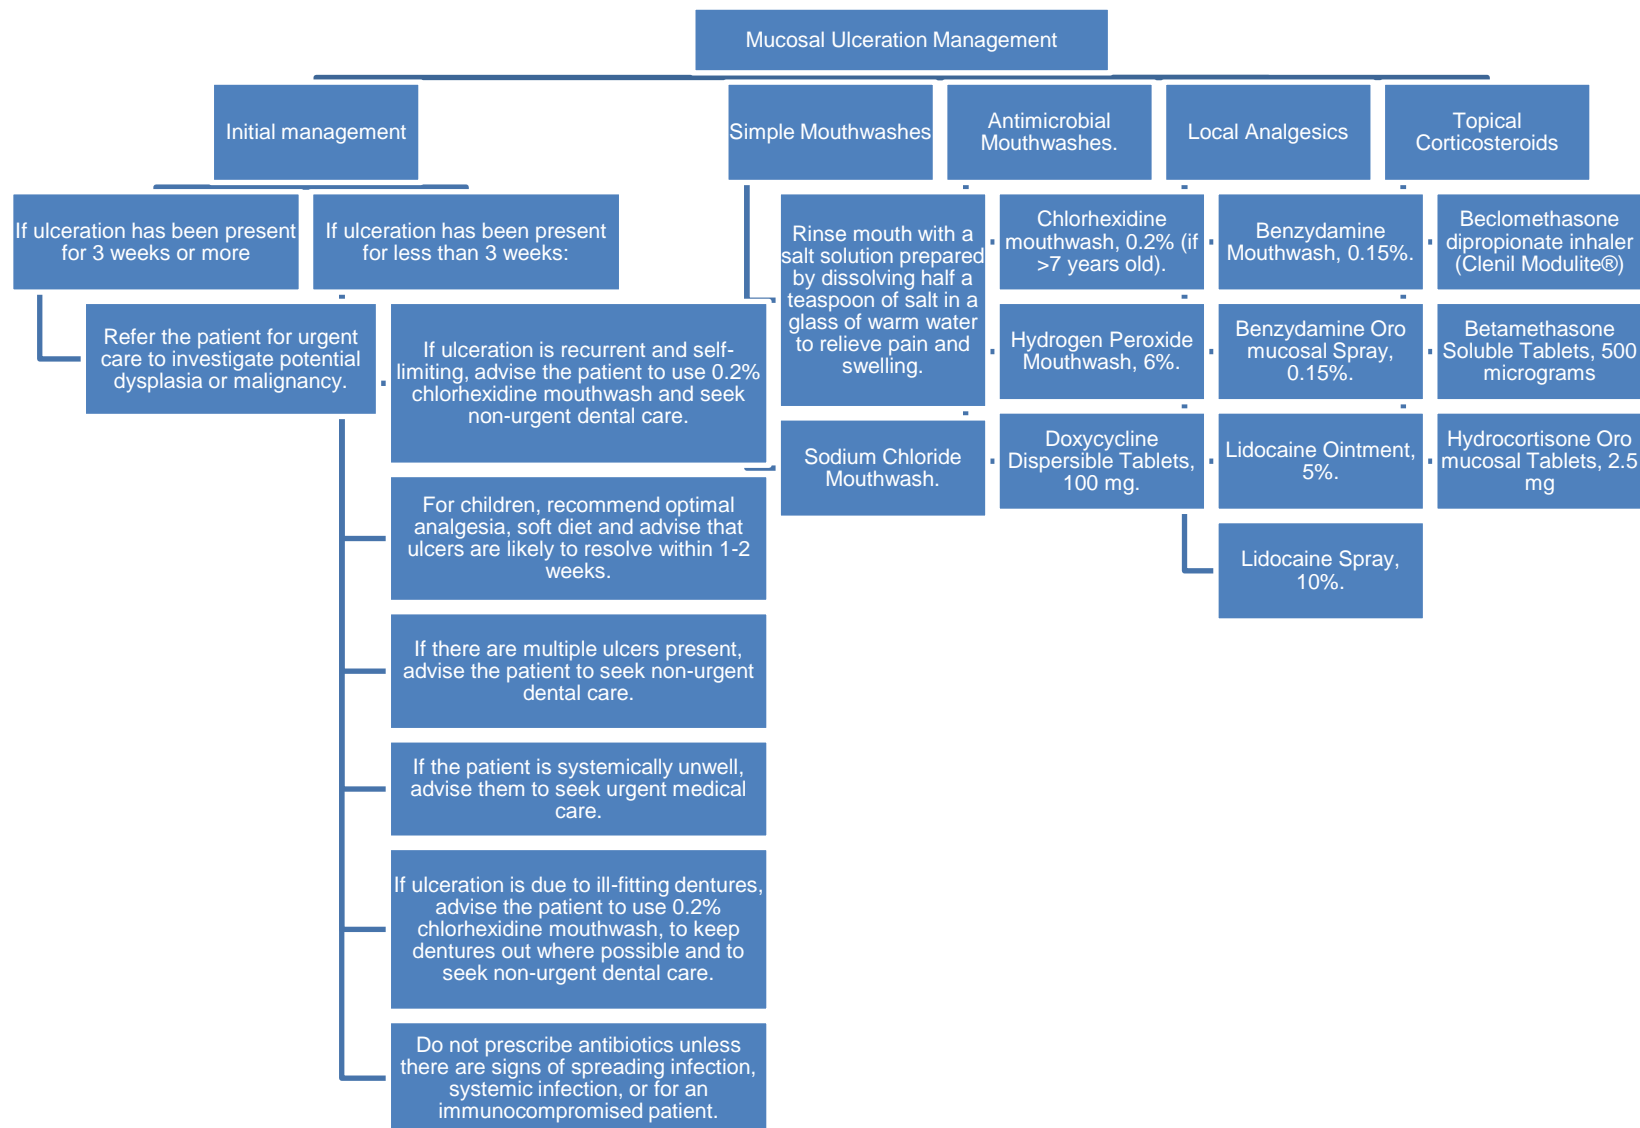 Mucosal Ulceration Management
Initial management
If ulceration has been present
for 3 weeks or more
Refer the patient for urgent
care to investigate potential
dysplasia or malignancy.
If ulceration has been present
for less than 3 weeks:
If ulceration is recurrent and self-
limiting, advise the patient to use 0.2%
chlorhexidine mouthwash and seek
non-urgent dental care.
For children, recommend optimal
analgesia, soft diet and advise that
ulcers are likely to resolve within 1-2
weeks.
If there are multiple ulcers present,
advise the patient to seek non-urgent
dental care.
If the patient is systemically unwell,
advise them to seek urgent medical
care.
If ulceration is due to ill-fitting dentures,
advise the patient to use 0.2%
chlorhexidine mouthwash, to keep
dentures out where possible and to
seek non-urgent dental care.
Do not prescribe antibiotics unless
there are signs of spreading infection,
systemic infection, or for an
immunocompromised patient.
Simple Mouthwashes
Rinse mouth with a
salt solution prepared
by dissolving half a
teaspoon of salt in a
glass of warm water
to relieve pain and
swelling.
Sodium Chloride
Mouthwash.
Antimicrobial
Mouthwashes.
Chlorhexidine
mouthwash, 0.2% (if
>7 years old).
Hydrogen Peroxide
Mouthwash, 6%.
Doxycycline
Dispersible Tablets,
100 mg.
Local Analgesics
Benzydamine
Mouthwash, 0.15%.
Benzydamine Oro
mucosal Spray,
0.15%.
Lidocaine Ointment,
5%.
Lidocaine Spray,
10%.
Topical
Corticosteroids
Beclomethasone
dipropionate inhaler
(Clenil Modulite®)
Betamethasone
Soluble Tablets, 500
micrograms
Hydrocortisone Oro
mucosal Tablets, 2.5
mg